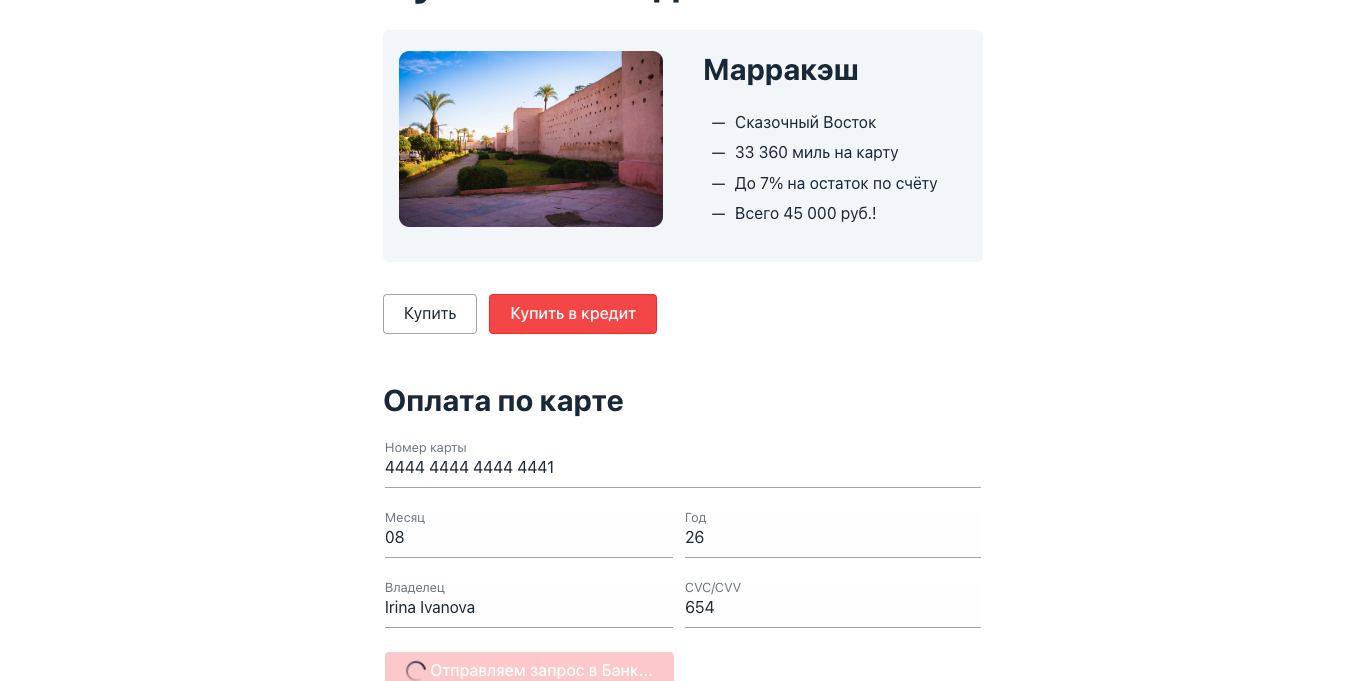 Марракэш
— Сказочный Восток
— 33 360 миль на карту
— До 7% на остаток по счёту
— Всего 45 000 руб.!
Купить
Купить в кредит
Оплата по карте
Номер карты
4444 4444 4444 4441
Месяц
Год
08
26
Владелец
CVC/CVV
Irina Ivanova
654
Отправляем запрос в Банк...